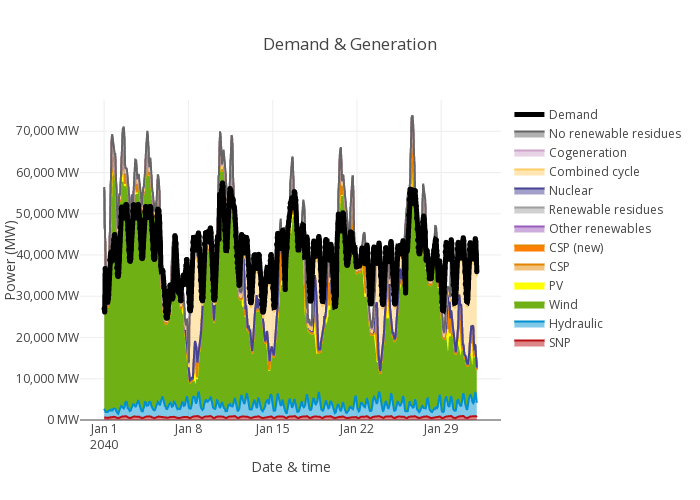 Demand & Generation
Power (MW)
70,000 MW
60,000 MW
50,000 MW
40,000 MW
30,000 MW
20,000 MW
10,000 MW
0 MW
Jan 1
2040
Jan 8
Jan 15
Jan 22
Jan 29
Date & time
Demand
No renewable residues
Cogeneration
Combined cycle
Nuclear
Renewable residues
Other renewables
CSP (new)
CSP
PV
Wind
Hydraulic
SNP